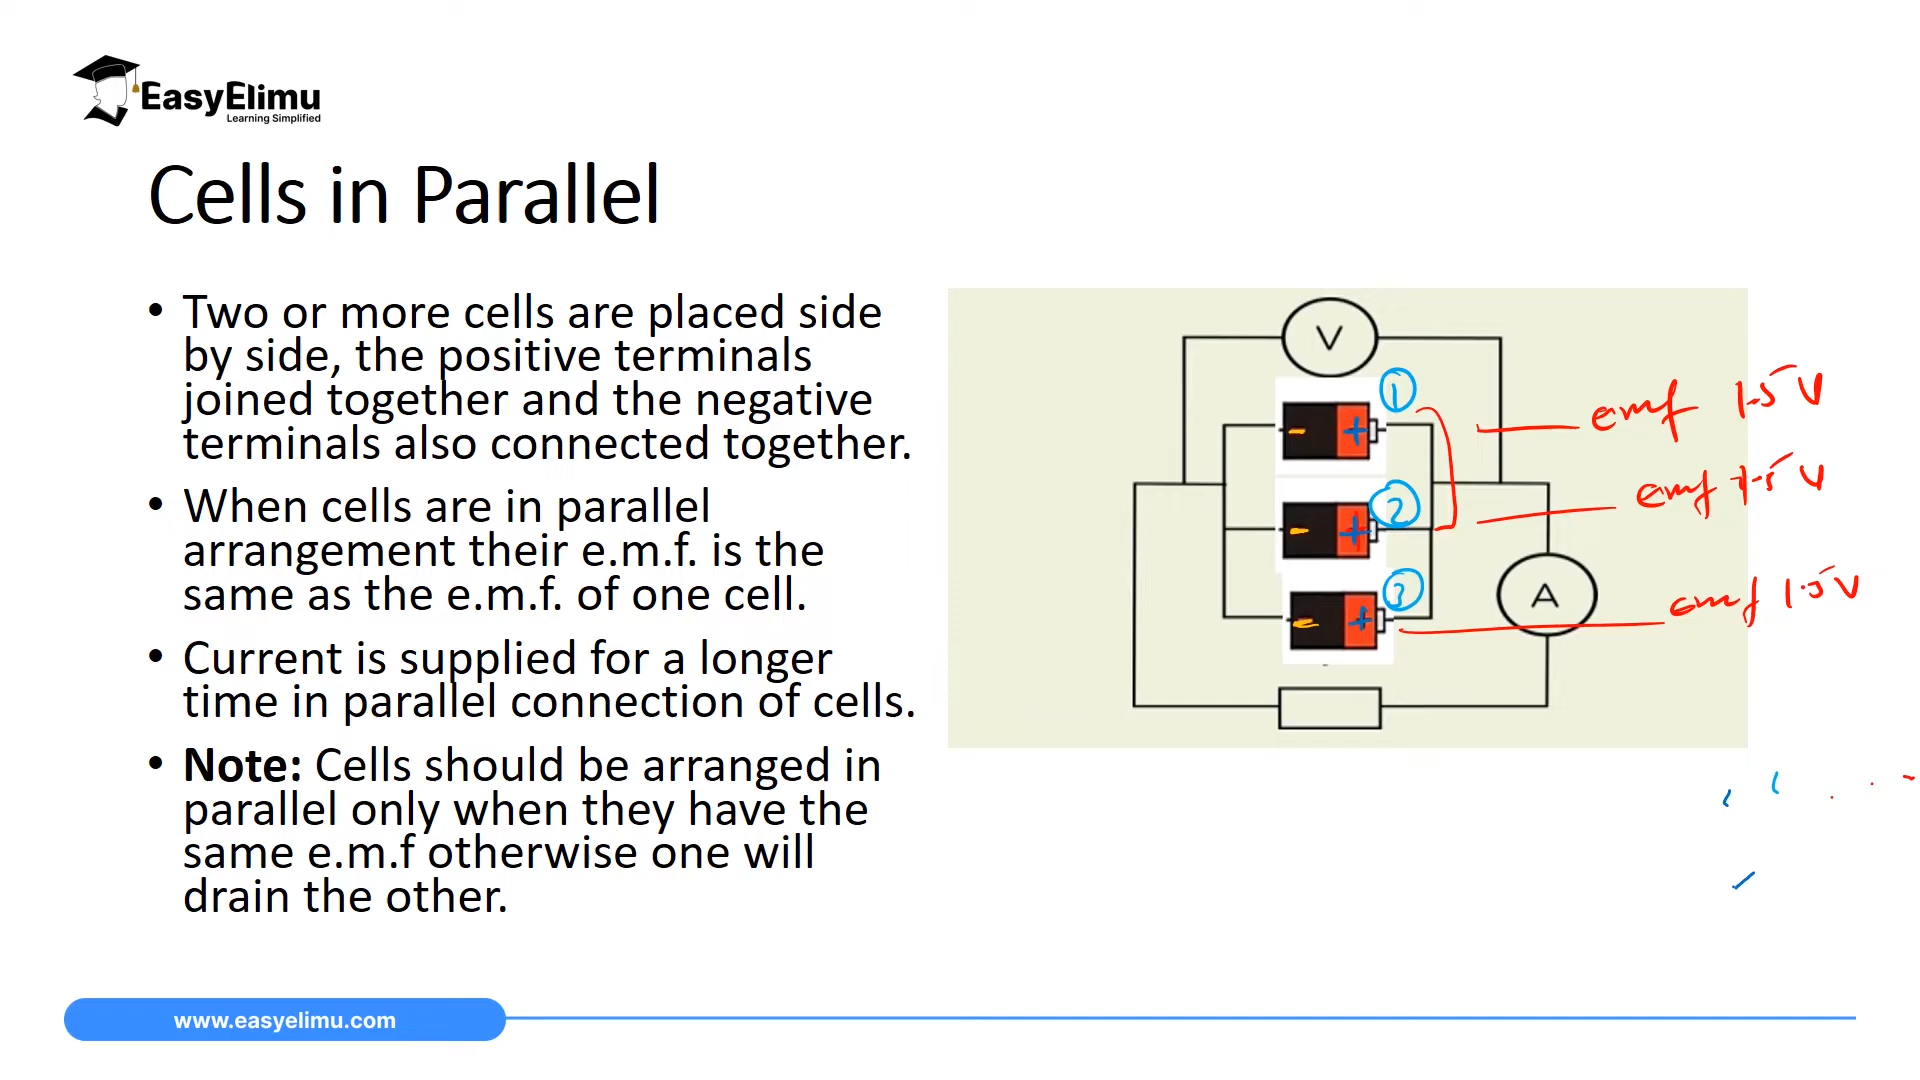 EasyElimu
Learning Simplified
Cells in Parallel
• Two or more cells are placed side
by side, the positive terminals
joined together and the negative
terminals also connected together.
• When cells are in parallel
arrangement their e.m.f. is the
same as the e.m.f. of one cell.
• Current is supplied for a longer
time in parallel connection of cells.
• Note: Cells should be arranged in
parallel only when they have the
same e.m.f otherwise one will
drain the other.
V
1
- +
emf 1.5 V
2
- +
emf 1.5 V
3
- +
emf 1.5 V
A
www.easyelimu.com